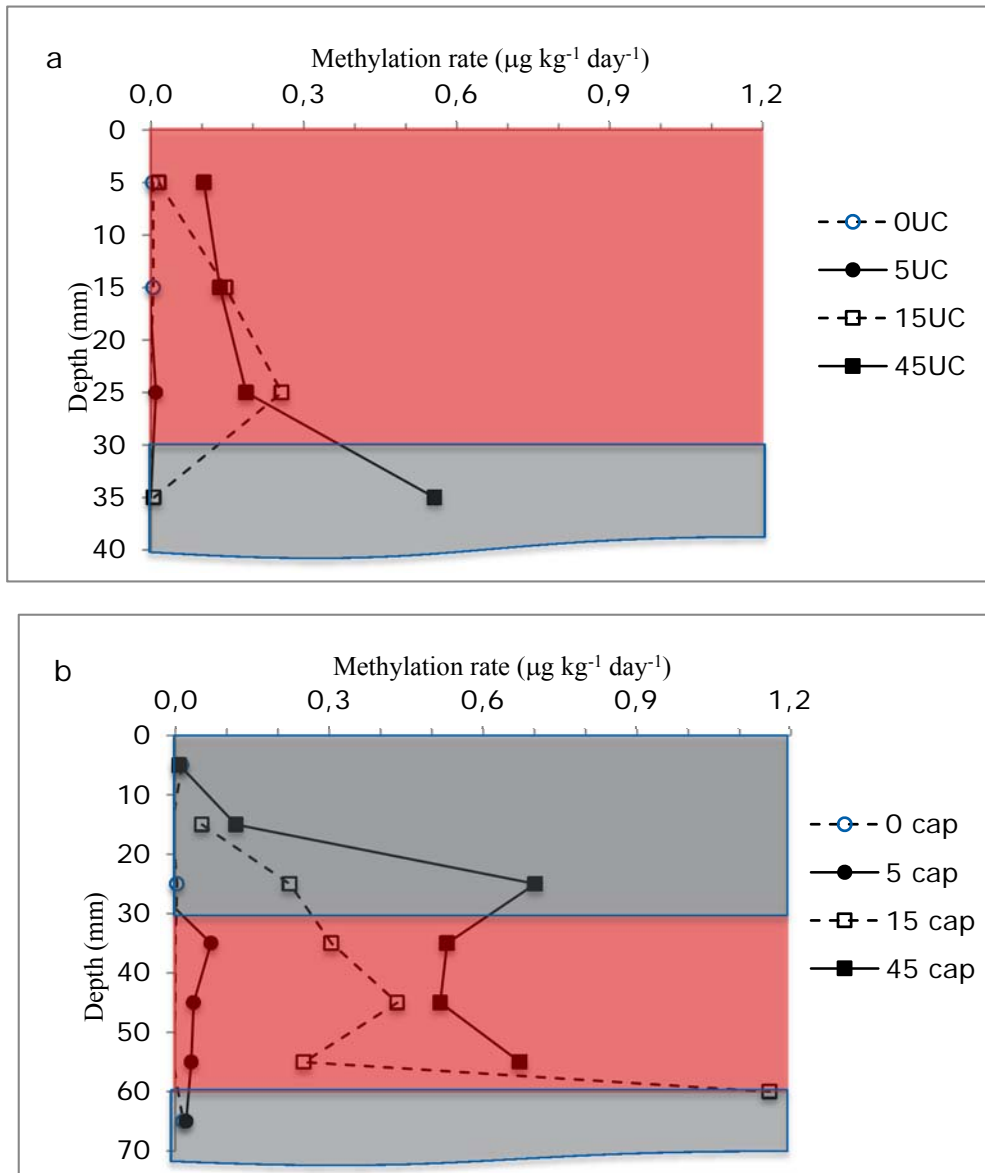 a
Methylation rate (µg kg⁻¹ day⁻¹)
0,0 0,3 0,6 0,9 1,2
Depth (mm)
0
5
10
15
20
25
30
35
40
0UC
5UC
15UC
45UC
b
Methylation rate (µg kg⁻¹ day⁻¹)
0,0 0,3 0,6 0,9 1,2
Depth (mm)
0
10
20
30
40
50
60
70
0 cap
5 cap
15 cap
45 cap